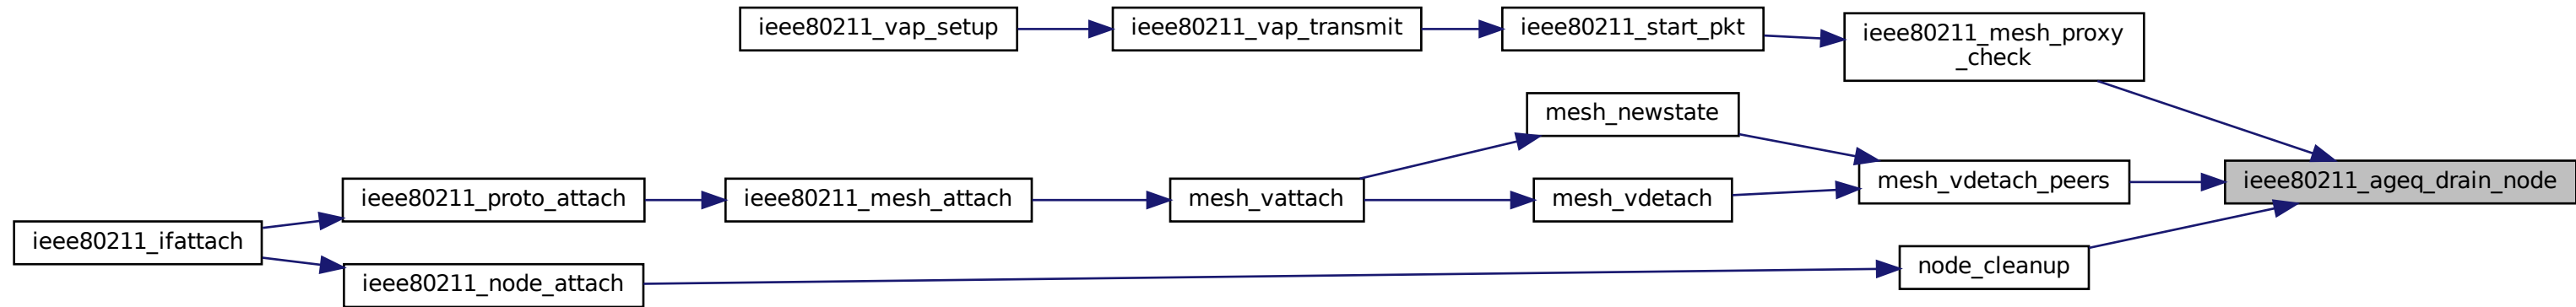 ieee80211_vap_setup
ieee80211_vap_transmit
ieee80211_start_pkt
ieee80211_mesh_proxy
_check
mesh_newstate
ieee80211_proto_attach
ieee80211_mesh_attach
mesh_vattach
mesh_vdetach
mesh_vdetach_peers
ieee80211_ageq_drain_node
ieee80211_ifattach
ieee80211_node_attach
node_cleanup